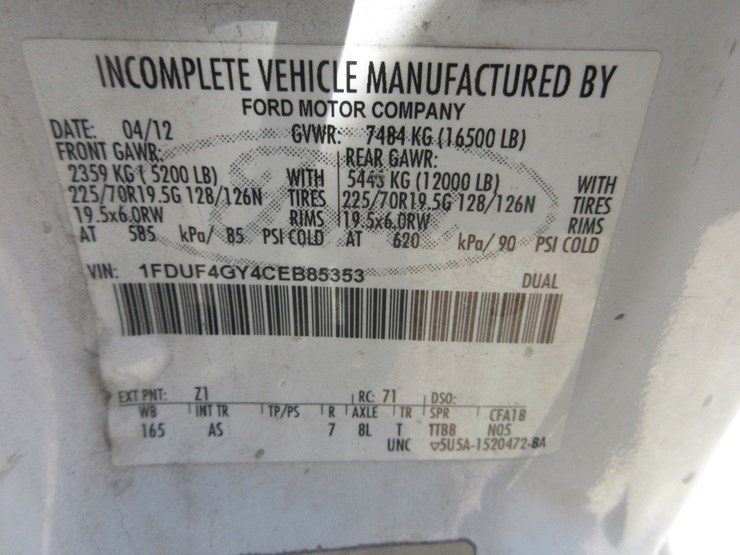 INCOMPLETE VEHICLE MANUFACTURED BY
FORD MOTOR COMPANY
DATE: 04/12 GVWR: 7484 KG (16500 LB)
FRONT GAWR: REAR GAWR:
2359 KG ( 5200 LB) WITH 5443 KG (12000 LB) WITH
225/70R19.5G 128/126N TIRES 225/70R19.5G 128/126N TIRES
19.5x6.0RW RIMS 19.5x6.0RW RIMS
AT 585 kPa/ 85 PSI COLD AT 620 kPa/ 90 PSI COLD
VIN: 1FDUF4GY4CEB85353 DUAL
EXT PNT: Z1 RC: 71 DSO:
WB INT TR TP/PS R AXLE TR SPR CFA18
165 AS 7 8L T TTBB N05
UNC ▽5U5A-1520472-BA